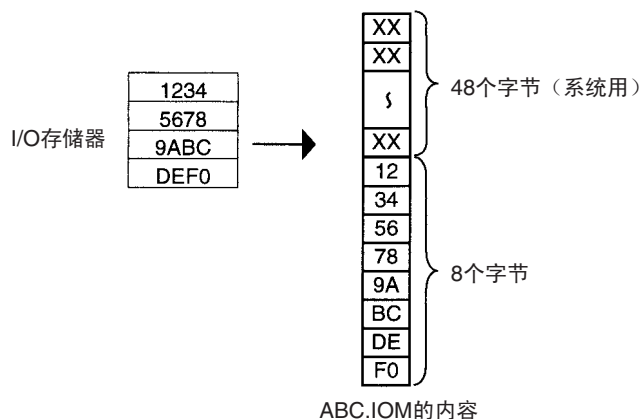 I/O存储器
1234
5678
9ABC
DEF0
XX
XX
XX
12
34
56
78
9A
BC
DE
F0
48个字节（系统用）
8个字节
ABC.IOM的内容